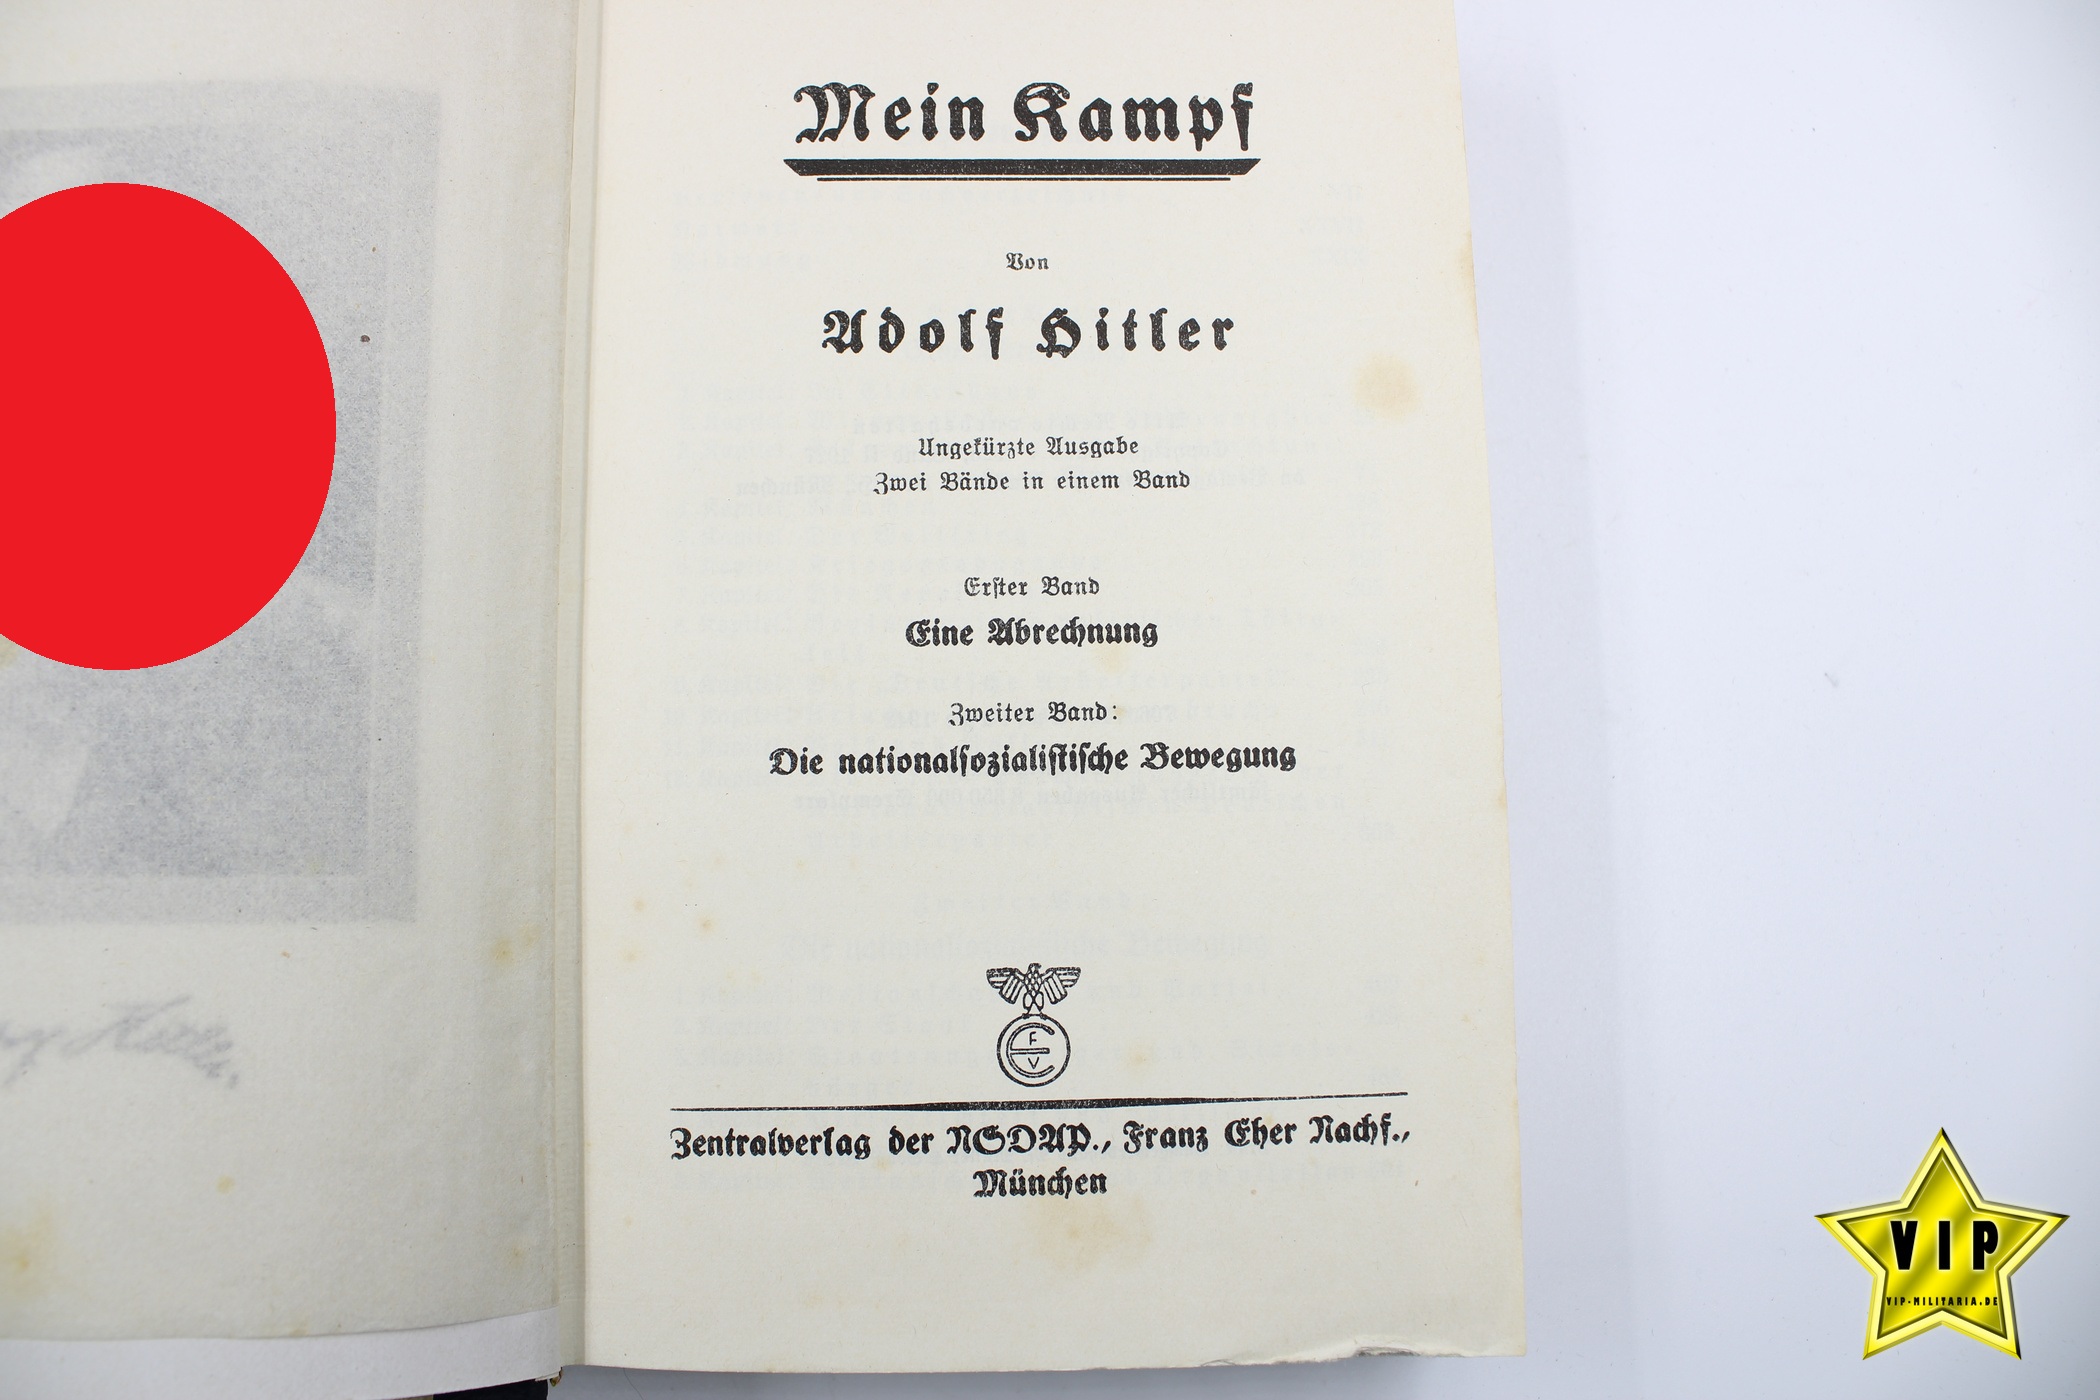 Mein Kampf
Von
Adolf Hitler
Ungekürzte Ausgabe
Zwei Bände in einem Band
Erster Band
Eine Abrechnung
Zweiter Band:
Die nationalsozialistische Bewegung
F
E
V
Zentralverlag der NSDAP., Franz Eher Nachf.,
München
VIP
VIP-MILITARIA.DE